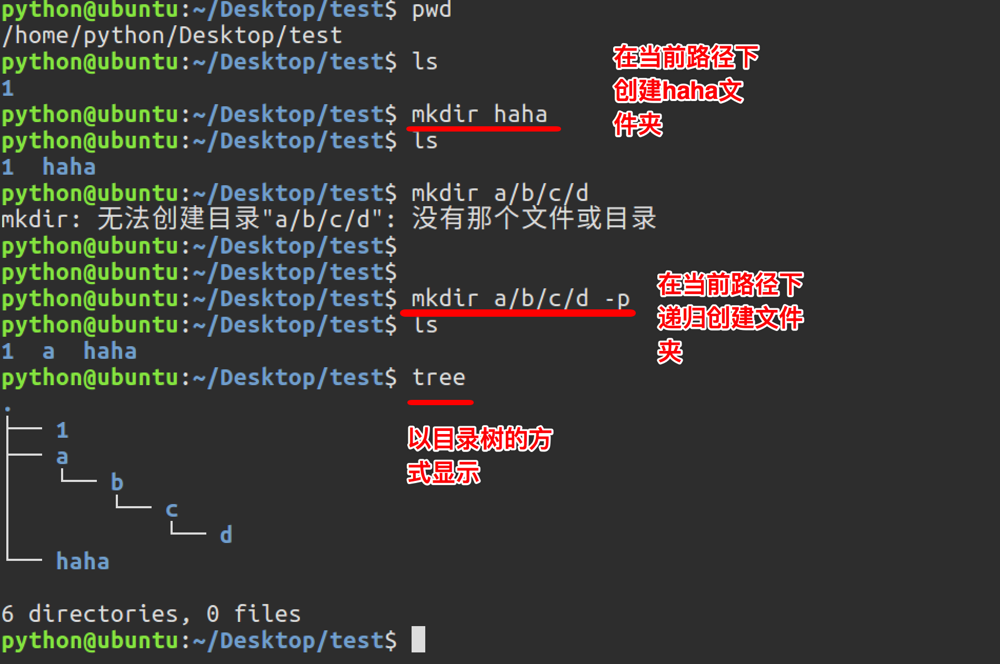 python@ubuntu:~/Desktop/test$ pwd
/home/python/Desktop/test
python@ubuntu:~/Desktop/test$ ls
1
python@ubuntu:~/Desktop/test$ mkdir haha
在当前路径下
创建haha文
件夹
python@ubuntu:~/Desktop/test$ ls
1  haha
python@ubuntu:~/Desktop/test$ mkdir a/b/c/d
mkdir: 无法创建目录"a/b/c/d": 没有那个文件或目录
python@ubuntu:~/Desktop/test$
python@ubuntu:~/Desktop/test$
python@ubuntu:~/Desktop/test$ mkdir a/b/c/d -p
在当前路径下
递归创建文件
夹
python@ubuntu:~/Desktop/test$ ls
1  a  haha
python@ubuntu:~/Desktop/test$ tree
以目录树的方
式显示
.
├── 1
├── a
│   └── b
│       └── c
│           └── d
└── haha
6 directories, 0 files
python@ubuntu:~/Desktop/test$